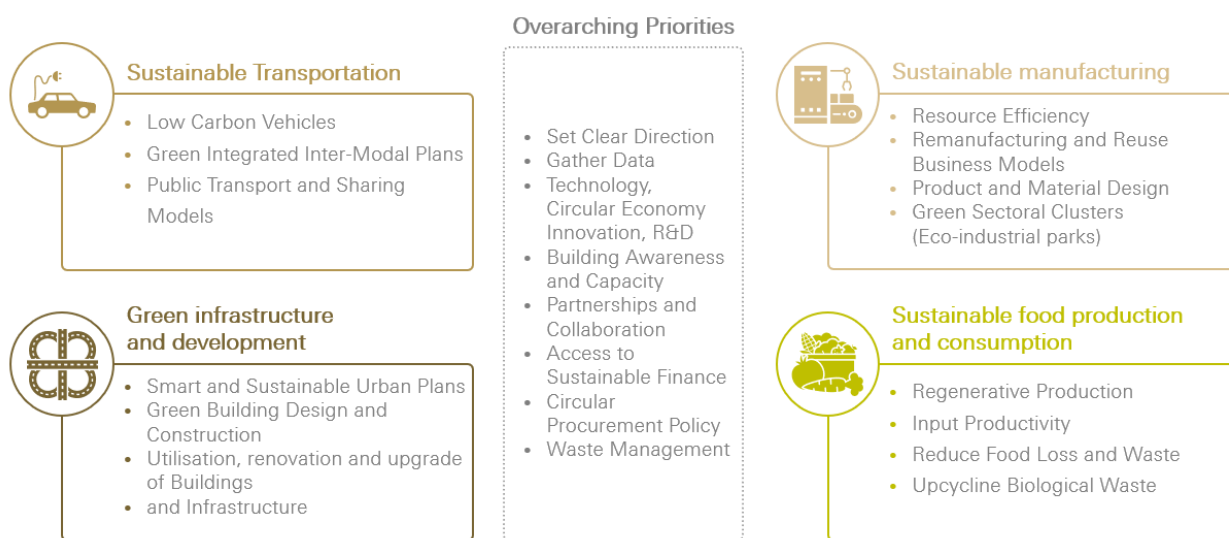 Overarching Priorities
Sustainable Transportation
• Low Carbon Vehicles
• Green Integrated Inter-Modal Plans
• Public Transport and Sharing
Models
Green infrastructure
and development
• Smart and Sustainable Urban Plans
• Green Building Design and
Construction
• Utilisation, renovation and upgrade
of Buildings
• and Infrastructure
• Set Clear Direction
• Gather Data
• Technology,
Circular Economy
Innovation, R&D
• Building Awareness
and Capacity
• Partnerships and
Collaboration
• Access to
Sustainable Finance
• Circular
Procurement Policy
• Waste Management
Sustainable manufacturing
• Resource Efficiency
• Remanufacturing and Reuse
Business Models
• Product and Material Design
• Green Sectoral Clusters
(Eco-industrial parks)
Sustainable food production
and consumption
• Regenerative Production
• Input Productivity
• Reduce Food Loss and Waste
• Upcycline Biological Waste